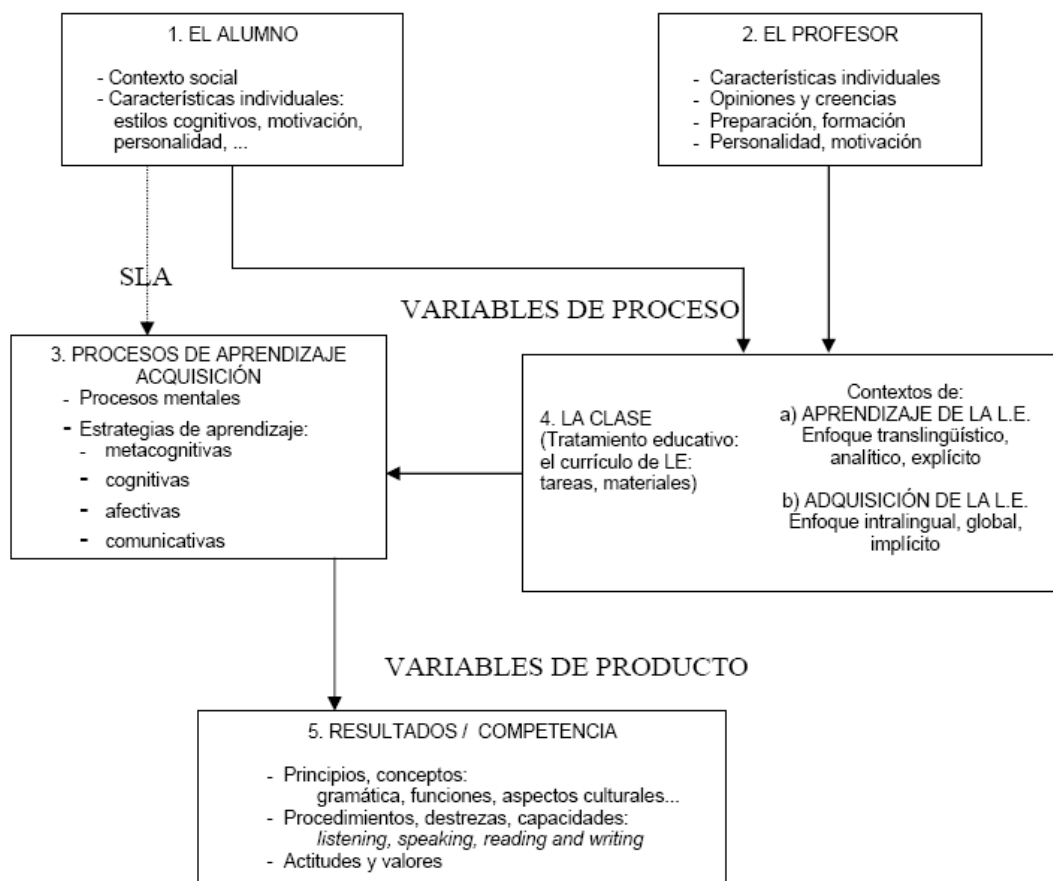 1. EL ALUMNO
- Contexto social
- Características individuales:
estilos cognitivos, motivación,
personalidad, ...
2. EL PROFESOR
- Características individuales
- Opiniones y creencias
- Preparación, formación
- Personalidad, motivación
SLA
VARIABLES DE PROCESO
3. PROCESOS DE APRENDIZAJE
ACQUISICIÓN
- Procesos mentales
- Estrategias de aprendizaje:
- metacognitivas
- cognitivas
- afectivas
- comunicativas
4. LA CLASE
(Tratamiento educativo:
el currículo de LE:
tareas, materiales)
Contextos de:
a) APRENDIZAJE DE LA L.E.
Enfoque translingüístico,
analítico, explícito
b) ADQUISICIÓN DE LA L.E.
Enfoque intralingual, global,
implícito
VARIABLES DE PRODUCTO
5. RESULTADOS / COMPETENCIA
- Principios, conceptos:
gramática, funciones, aspectos culturales...
- Procedimientos, destrezas, capacidades:
listening, speaking, reading and writing
- Actitudes y valores